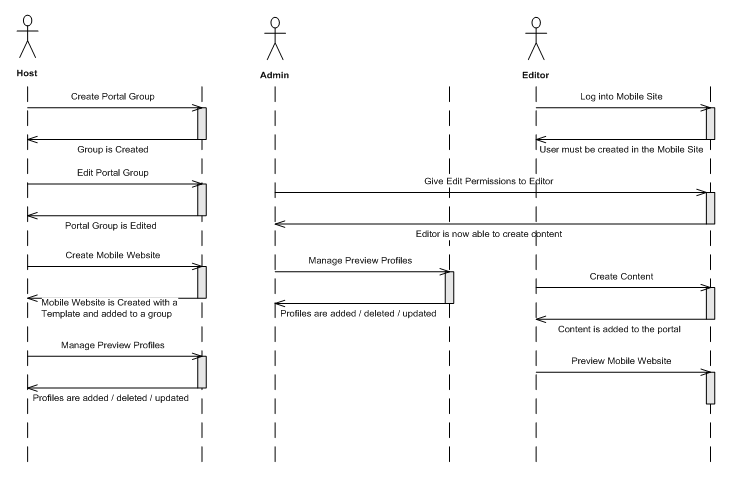 Host
Admin
Editor
Create Portal Group
Log into Mobile Site
Group is Created
User must be created in the Mobile Site
Edit Portal Group
Give Edit Permissions to Editor
Portal Group is Edited
Editor is now able to create content
Create Mobile Website
Manage Preview Profiles
Create Content
Mobile Website is Created with a
Template and added to a group
Profiles are added / deleted / updated
Content is added to the portal
Manage Preview Profiles
Preview Mobile Website
Profiles are added / deleted / updated